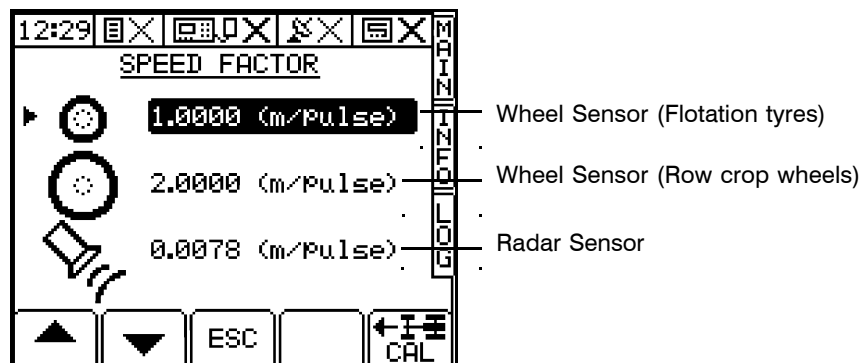 12:29
SPEED FACTOR
1.0000 (m/pulse)
2.0000 (m/pulse)
0.0078 (m/pulse)
ESC
CAL
MAIN
INFO
LOG
Wheel Sensor (Flotation tyres)
Wheel Sensor (Row crop wheels)
Radar Sensor